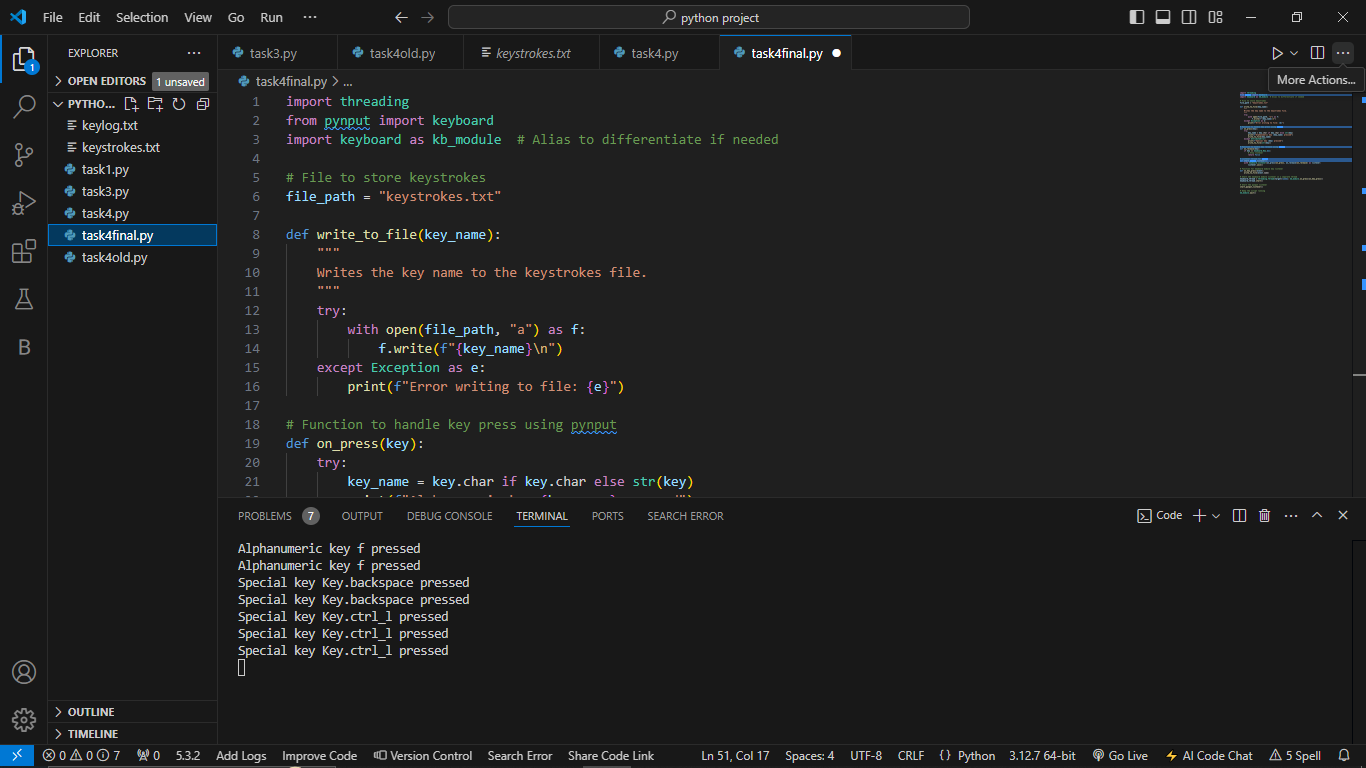 File Edit Selection View Go Run ··· python project
EXPLORER ···
OPEN EDITORS 1 unsaved
PYTHO...
keylog.txt
keystrokes.txt
task1.py
task3.py
task4.py
task4final.py
task4old.py
OUTLINE
TIMELINE
task3.py task4old.py keystrokes.txt task4.py task4final.py
More Actions...
task4final.py > ...
1 import threading
2 from pynput import keyboard
3 import keyboard as kb_module  # Alias to differentiate if needed
4
5 # File to store keystrokes
6 file_path = "keystrokes.txt"
7
8 def write_to_file(key_name):
9     """
10     Writes the key name to the keystrokes file.
11     """
12     try:
13         with open(file_path, "a") as f:
14             f.write(f"{key_name}\n")
15     except Exception as e:
16         print(f"Error writing to file: {e}")
17
18 # Function to handle key press using pynput
19 def on_press(key):
20     try:
21         key_name = key.char if key.char else str(key)
PROBLEMS 7 OUTPUT DEBUG CONSOLE TERMINAL PORTS SEARCH ERROR Code
Alphanumeric key f pressed
Alphanumeric key f pressed
Special key Key.backspace pressed
Special key Key.backspace pressed
Special key Key.ctrl_l pressed
Special key Key.ctrl_l pressed
Special key Key.ctrl_l pressed
0 0 7 0 5.3.2 Add Logs Improve Code Version Control Search Error Share Code Link Ln 51, Col 17 Spaces: 4 UTF-8 CRLF {} Python 3.12.7 64-bit Go Live AI Code Chat 5 Spell